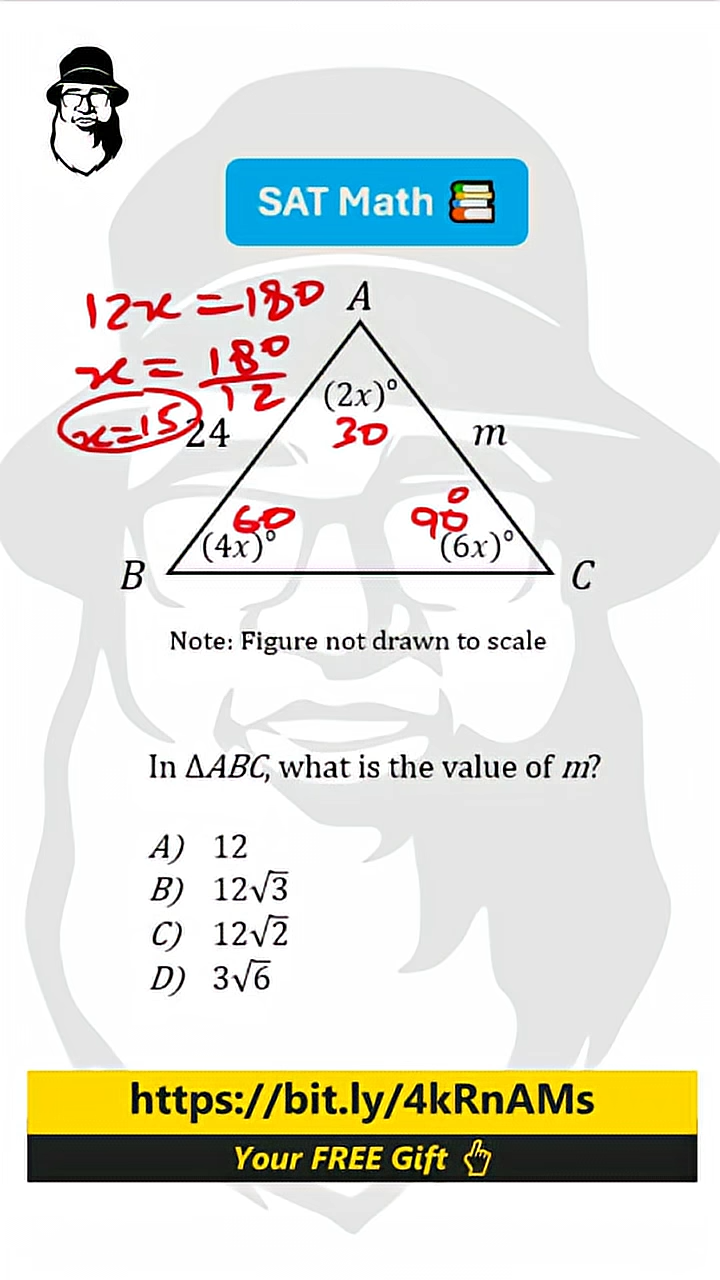 SAT Math
12x = 180
A
x = 180/12
(2x)°
x=15
24
30
m
60
90°
(4x)°
(6x)°
B
C
Note: Figure not drawn to scale
In ΔABC, what is the value of m?
A) 12
B) 12√3
C) 12√2
D) 3√6
https://bit.ly/4kRnAMs
Your FREE Gift